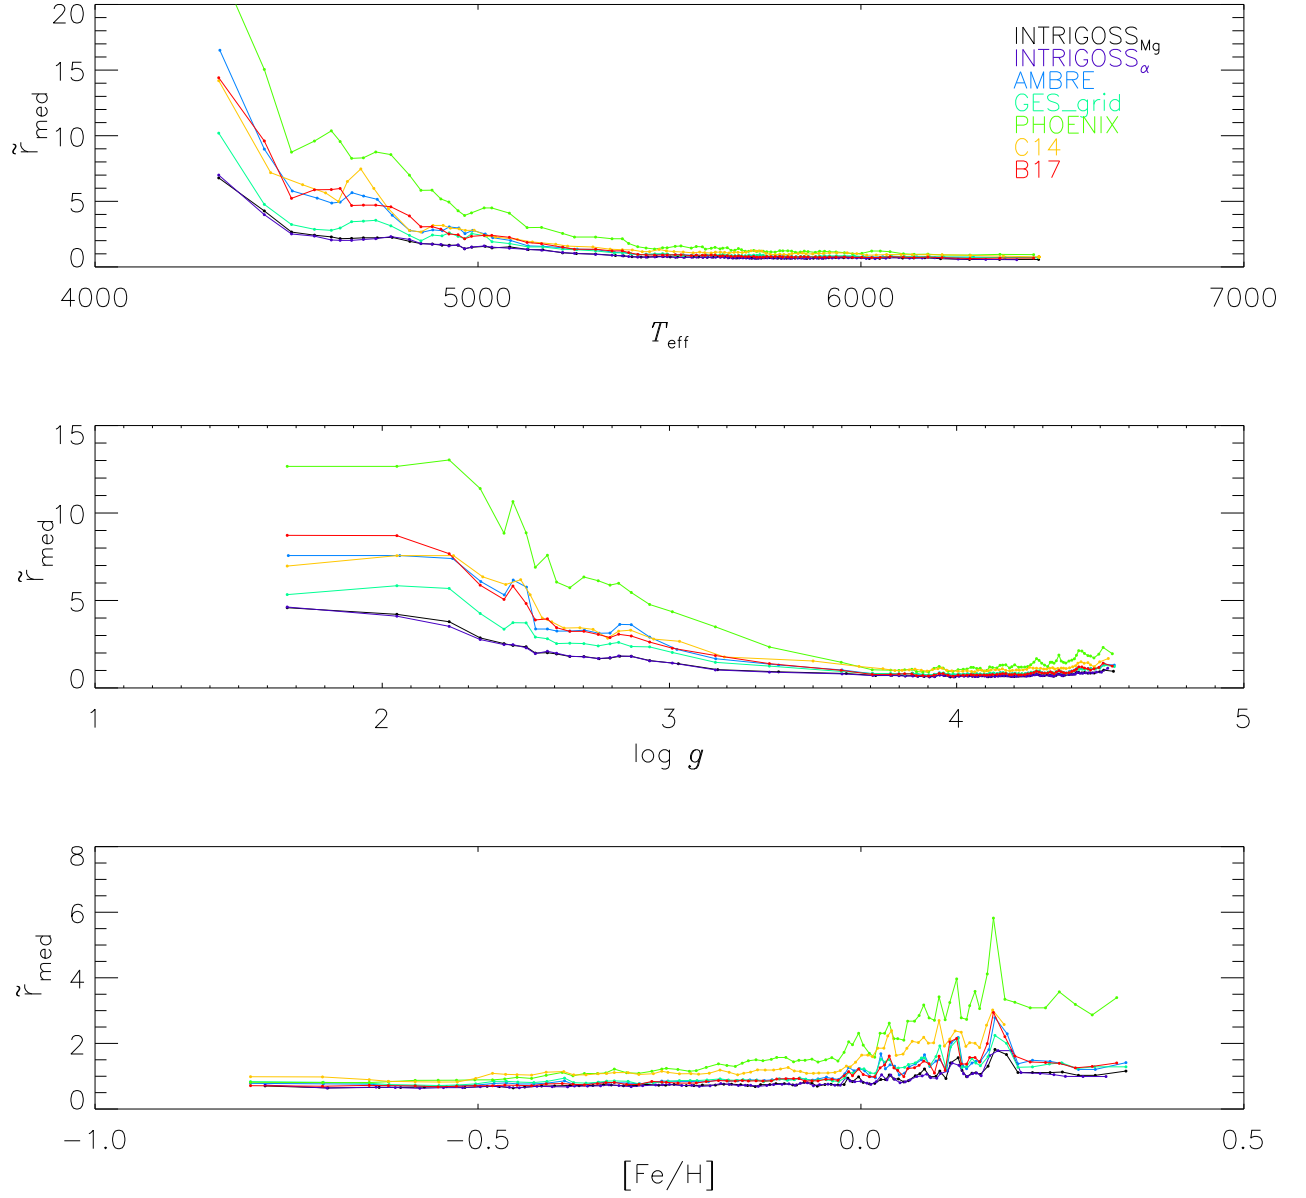 20
15
10
5
0
r̃med
INTRIGOSSMg
INTRIGOSSα
AMBRE
GES_grid
PHOENIX
C14
B17
4000 5000 6000 7000
Teff
15
10
5
0
r̃med
1 2 3 4 5
log g
8
6
4
2
0
r̃med
−1.0 −0.5 0.0 0.5
[Fe/H]